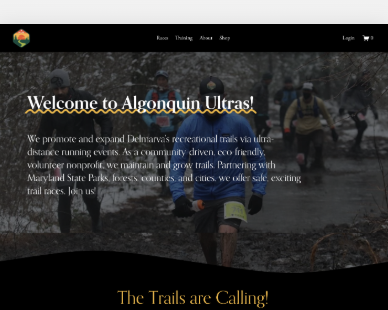 Races Training About Shop Login 0
Welcome to Algonquin Ultras!
We promote and expand Delmarva's recreational trails via ultra-
distance running events. As a community-driven, eco-friendly,
volunteer nonprofit, we maintain and grow trails. Partnering with
Maryland State Parks, forests, counties, and cities, we offer safe, exciting
trail races. Join us!
The Trails are Calling!